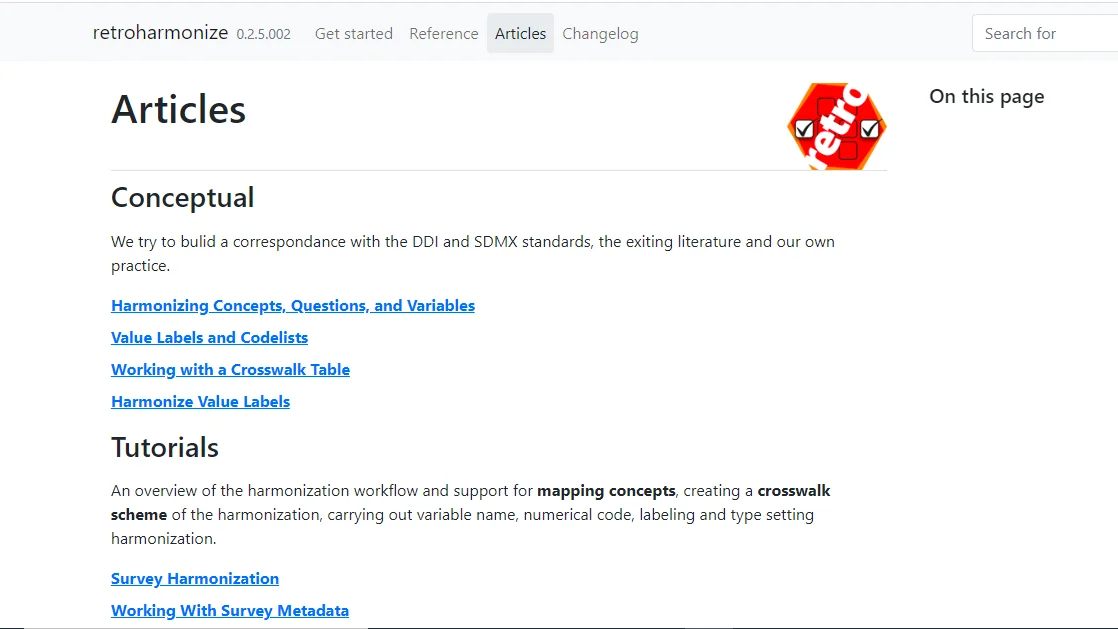 retroharmonize 0.2.5.002 Get started Reference Articles Changelog Search for
Articles
retro
On this page
Conceptual
We try to bulid a correspondance with the DDI and SDMX standards, the exiting literature and our own
practice.
Harmonizing Concepts, Questions, and Variables
Value Labels and Codelists
Working with a Crosswalk Table
Harmonize Value Labels
Tutorials
An overview of the harmonization workflow and support for mapping concepts, creating a crosswalk
scheme of the harmonization, carrying out variable name, numerical code, labeling and type setting
harmonization.
Survey Harmonization
Working With Survey Metadata